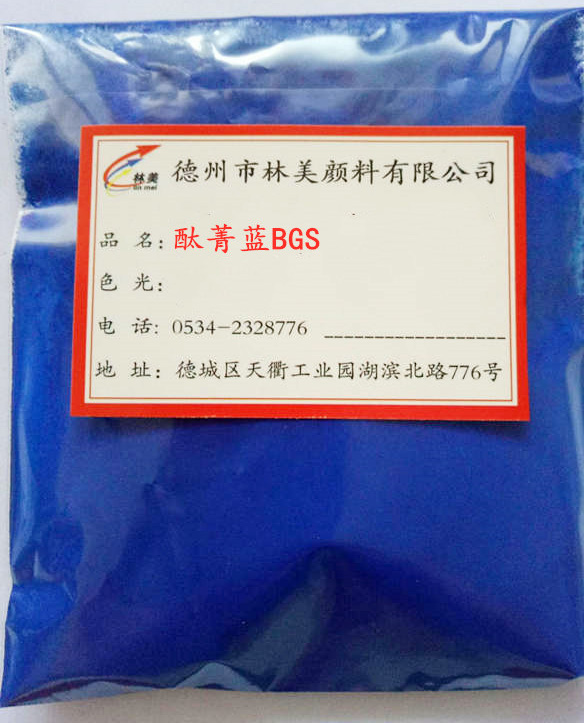 林美
lin mei
德州市林美颜料有限公司
品 名：酞菁蓝BGS
色 光：
电 话：0534-2328776
地 址：德城区天衢工业园湖滨北路776号